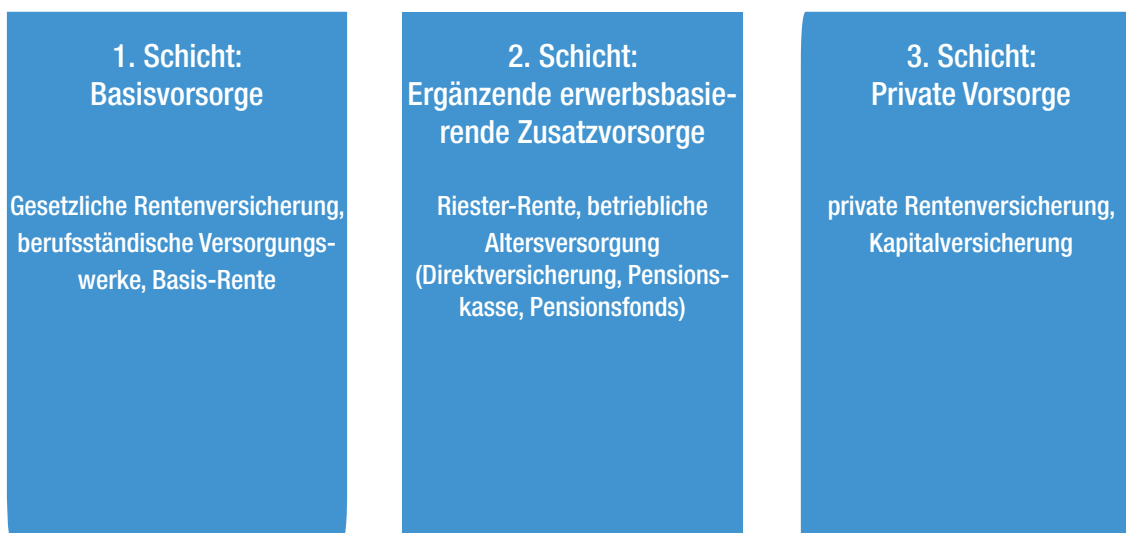 1. Schicht:
Basisvorsorge
Gesetzliche Rentenversicherung,
berufsständische Versorgungs-
werke, Basis-Rente
2. Schicht:
Ergänzende erwerbsbasie-
rende Zusatzvorsorge
Riester-Rente, betriebliche
Altersversorgung
(Direktversicherung, Pensions-
kasse, Pensionsfonds)
3. Schicht:
Private Vorsorge
private Rentenversicherung,
Kapitalversicherung